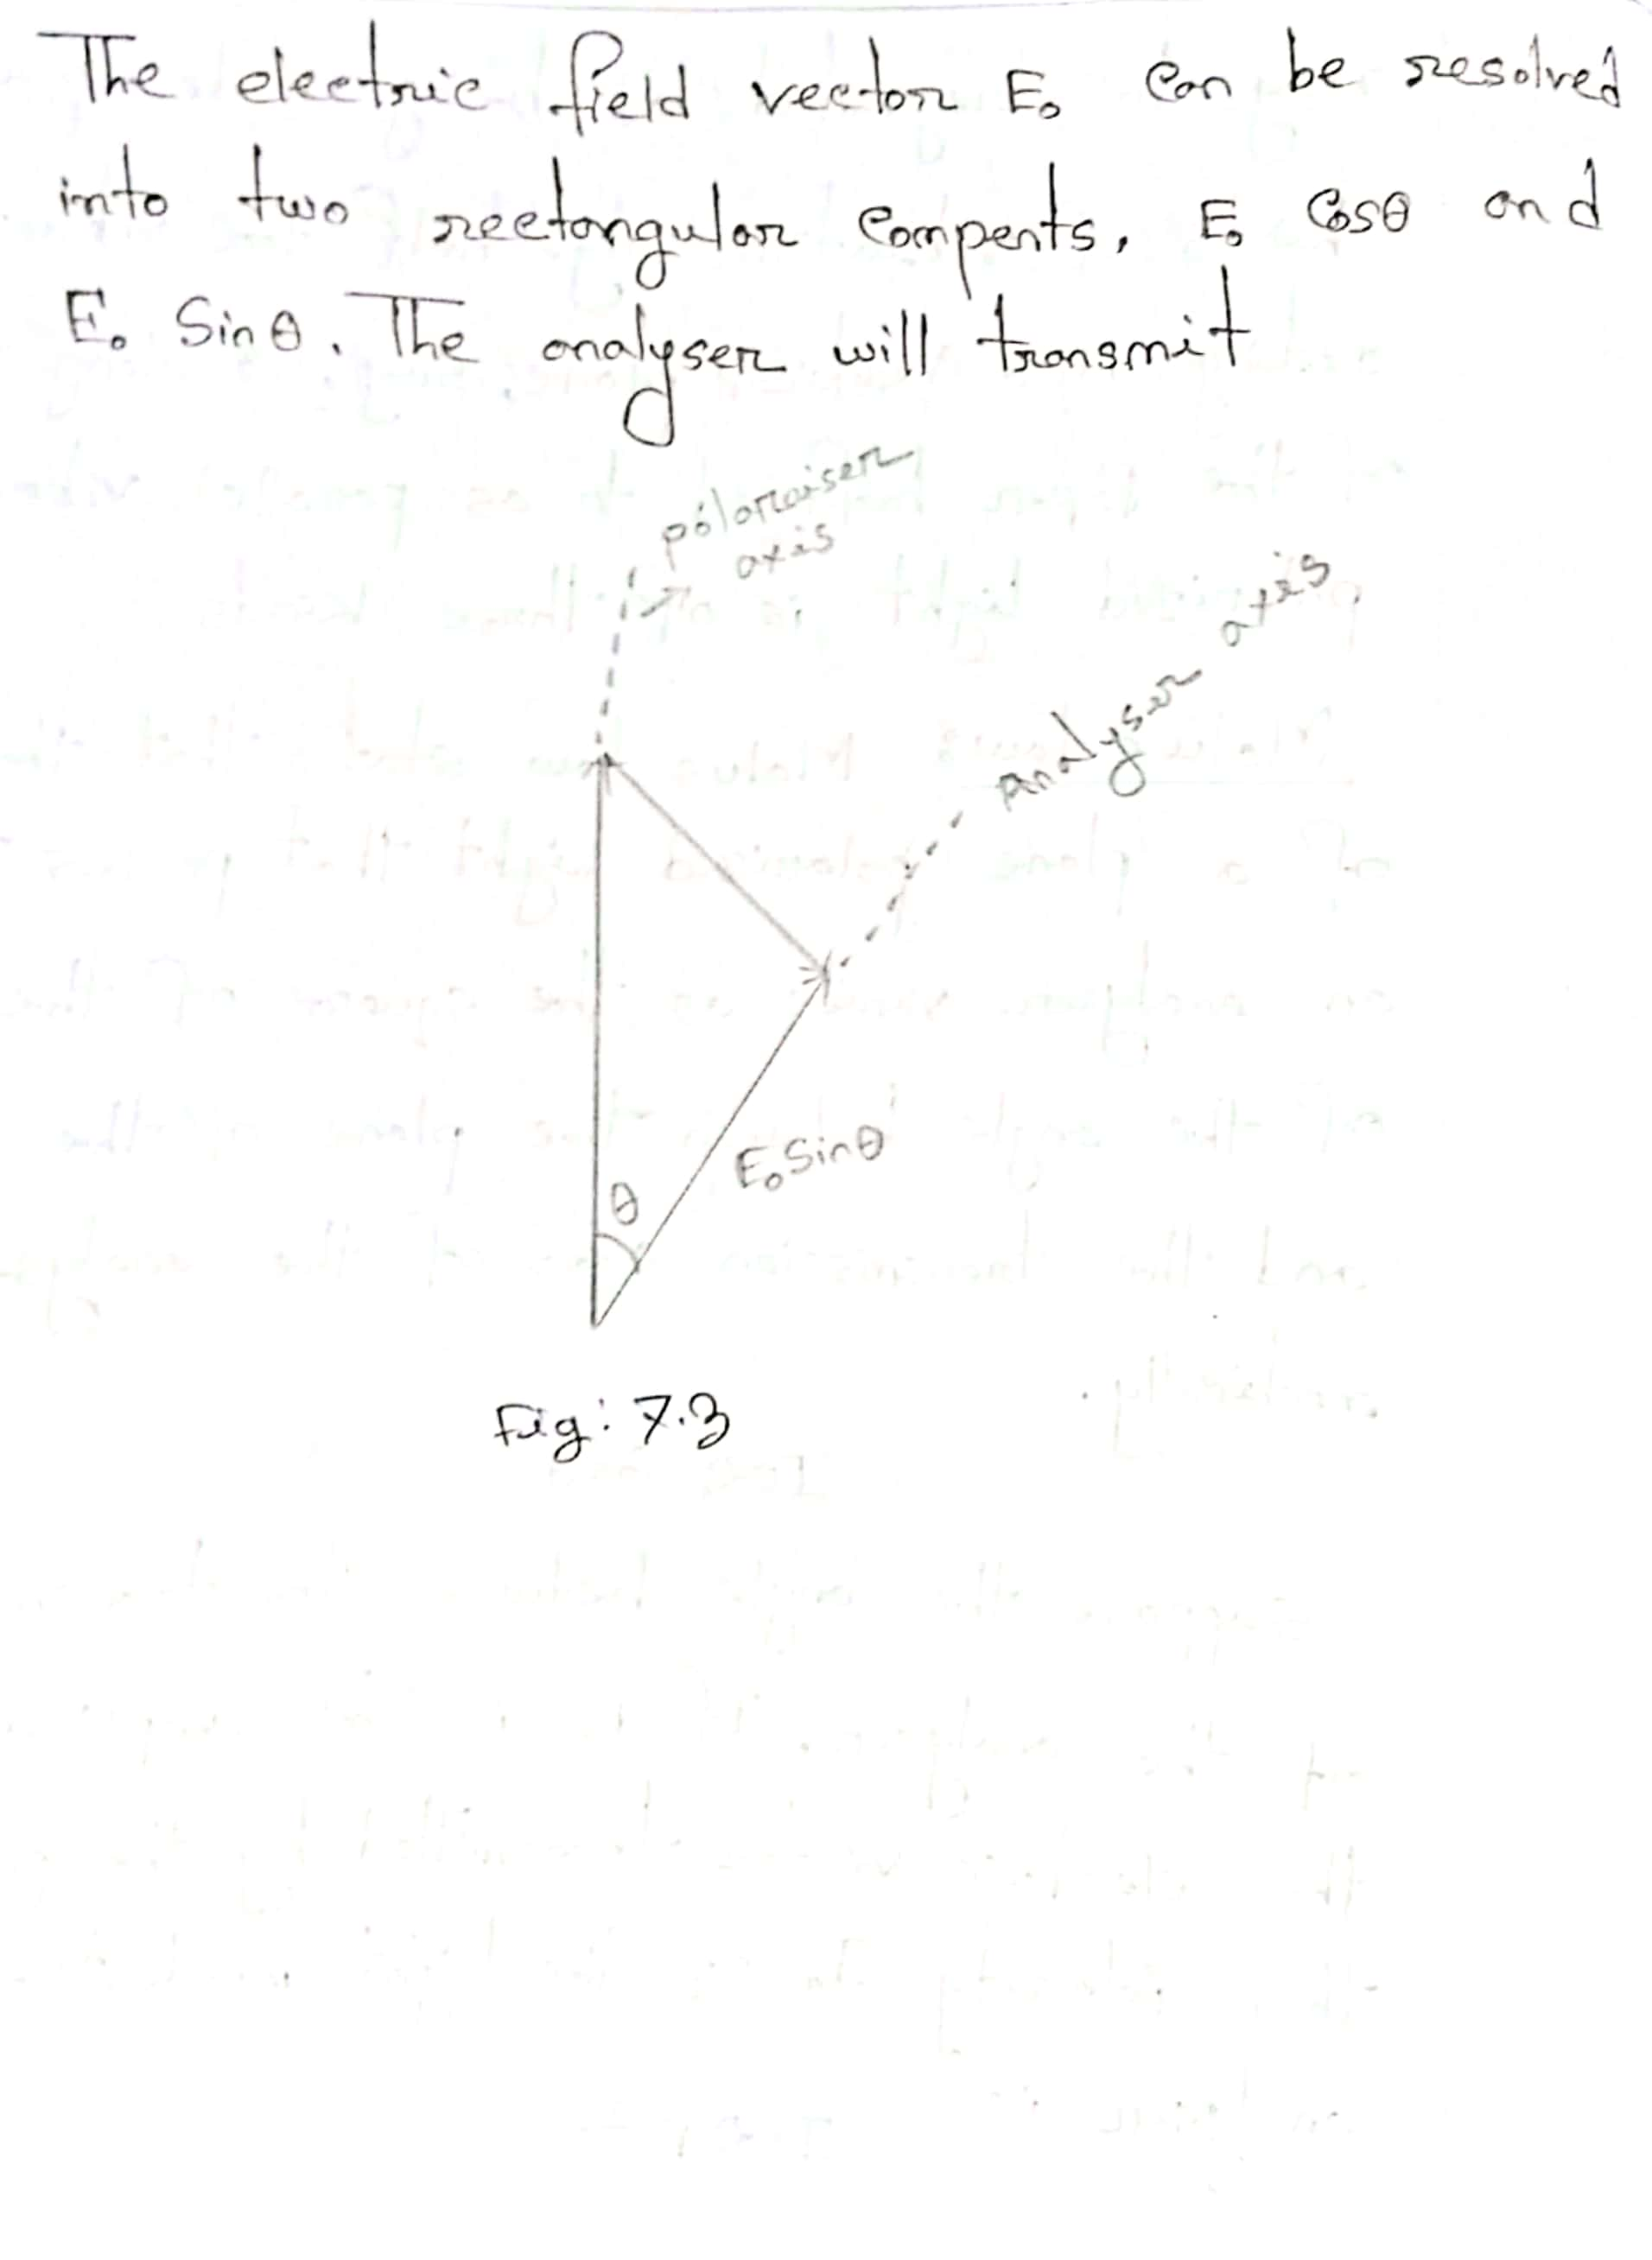 The electric field vector E₀ can be resolved
into two rectangular compents, E₀ Cosθ and
E₀ Sinθ. The analyser will transmit
polaraiser
axis
analyser axis
E₀ Sinθ
θ
Fig: 7.3